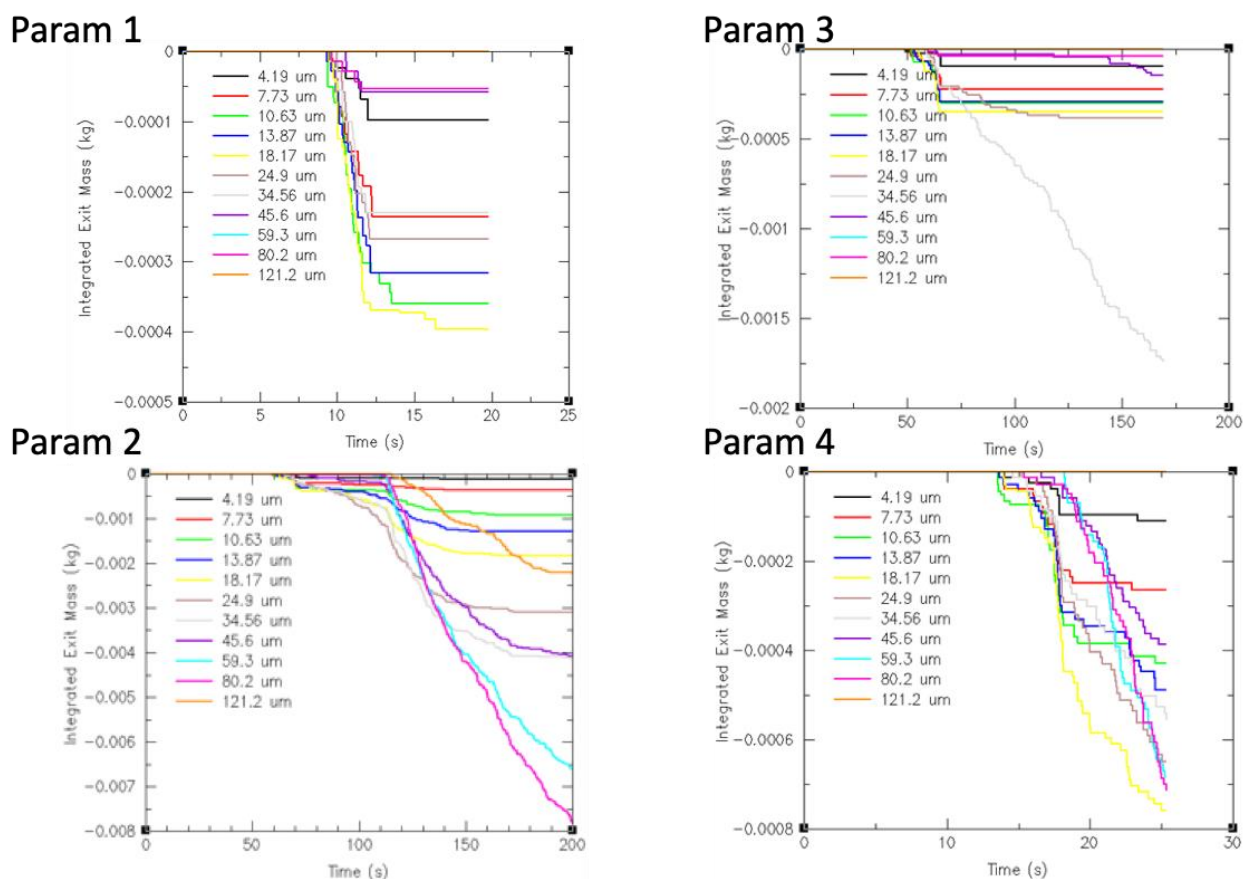 Param 1
0
-0.0001
-0.0002
-0.0003
-0.0004
-0.0005
Integrated Exit Mass (kg)
4.19 um
7.73 um
10.63 um
13.87 um
18.17 um
24.9 um
34.56 um
45.6 um
59.3 um
80.2 um
121.2 um
0 5 10 15 20 25
Time (s)
Param 3
0
-0.0005
-0.001
-0.0015
-0.002
Integrated Exit Mass (kg)
4.19 um
7.73 um
10.63 um
13.87 um
18.17 um
24.9 um
34.56 um
45.6 um
59.3 um
80.2 um
121.2 um
0 50 100 150 200
Time (s)
Param 2
0
-0.001
-0.002
-0.003
-0.004
-0.005
-0.006
-0.007
-0.008
Integrated Exit Mass (kg)
4.19 um
7.73 um
10.63 um
13.87 um
18.17 um
24.9 um
34.56 um
45.6 um
59.3 um
80.2 um
121.2 um
0 50 100 150 200
Time (s)
Param 4
0
-0.0002
-0.0004
-0.0006
-0.0008
Integrated Exit Mass (kg)
4.19 um
7.73 um
10.63 um
13.87 um
18.17 um
24.9 um
34.56 um
45.6 um
59.3 um
80.2 um
121.2 um
0 10 20 30
Time (s)